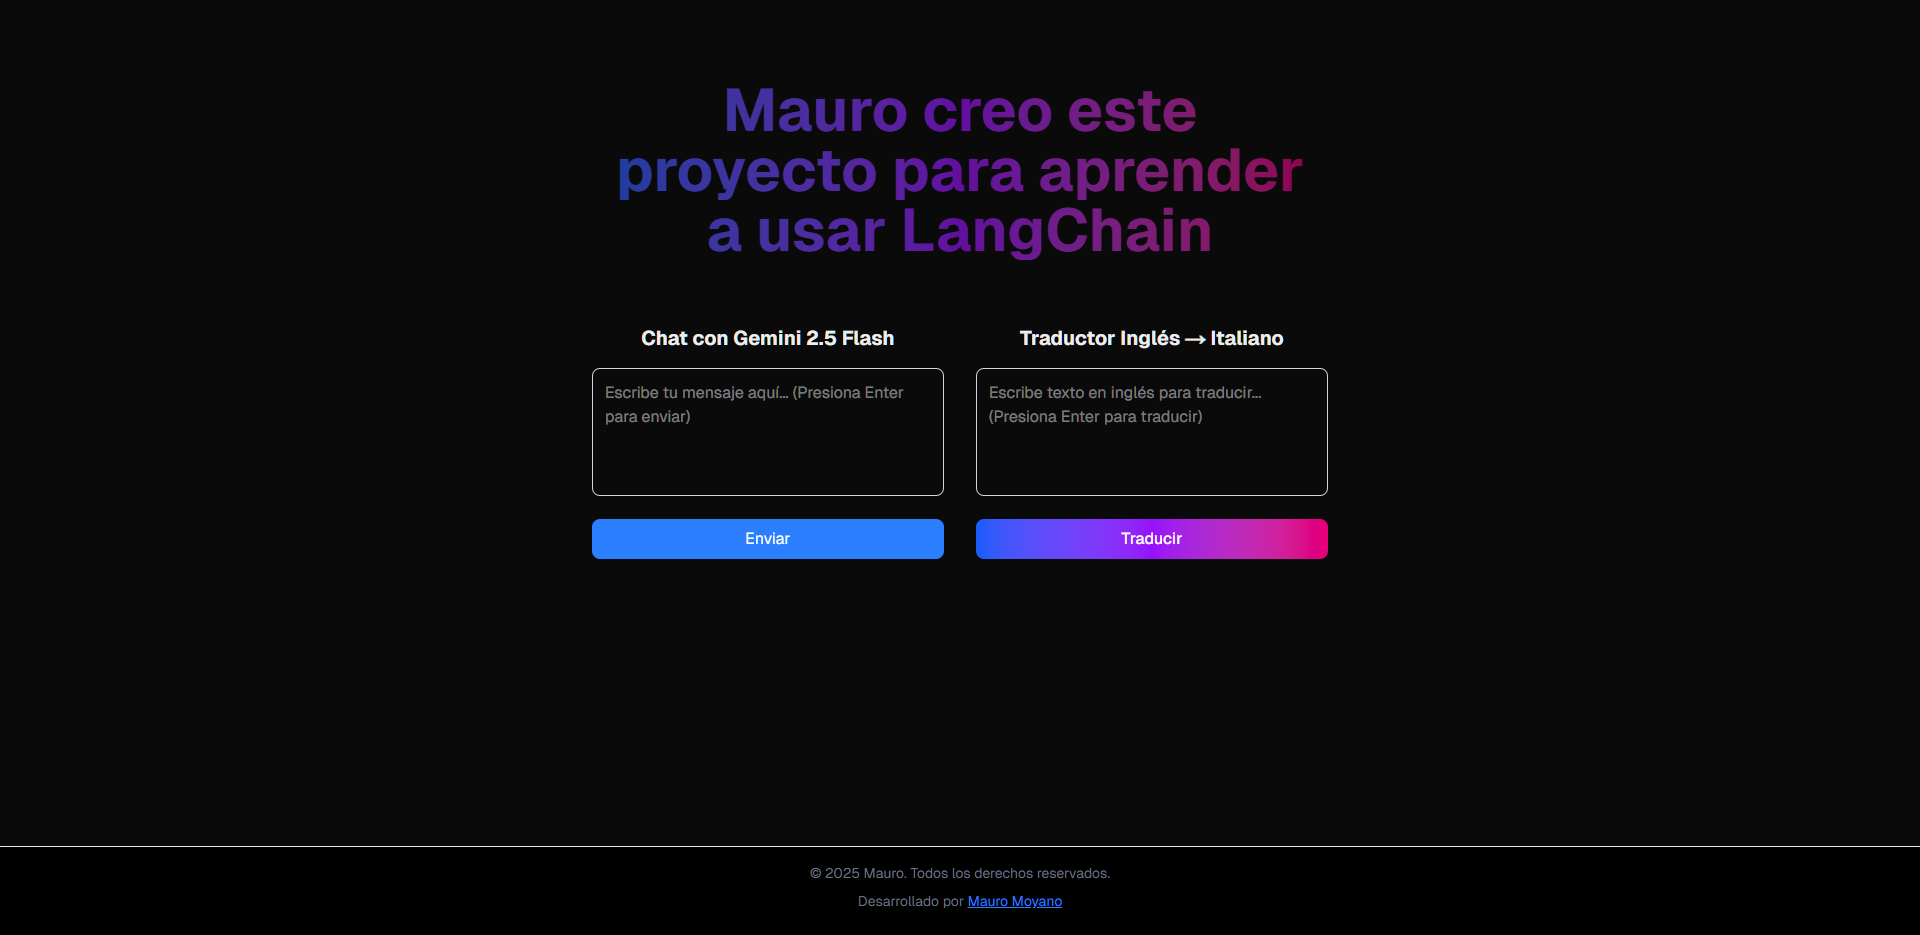 Mauro creo este
proyecto para aprender
a usar LangChain
Chat con Gemini 2.5 Flash
Escribe tu mensaje aquí... (Presiona Enter
para enviar)
Enviar
Traductor Inglés → Italiano
Escribe texto en inglés para traducir...
(Presiona Enter para traducir)
Traducir
© 2025 Mauro. Todos los derechos reservados.
Desarrollado por Mauro Moyano